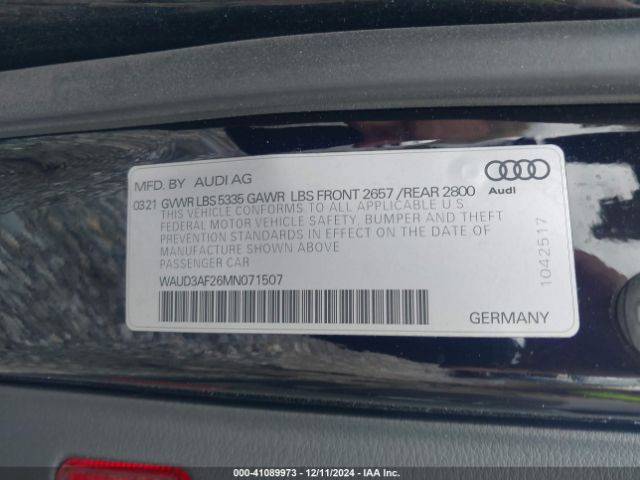 MFD. BY AUDI AG
0321 GVWR LBS 5335 GAWR LBS FRONT 2657 /REAR 2800
THIS VEHICLE CONFORMS TO ALL APPLICABLE U.S.
FEDERAL MOTOR VEHICLE SAFETY, BUMPER AND THEFT
PREVENTION STANDARDS IN EFFECT ON THE DATE OF
MANUFACTURE SHOWN ABOVE
PASSENGER CAR
WAUD3AF26MN071507
Audi
1042517
GERMANY
000-41089973 - 12/11/2024 - IAAI.COM